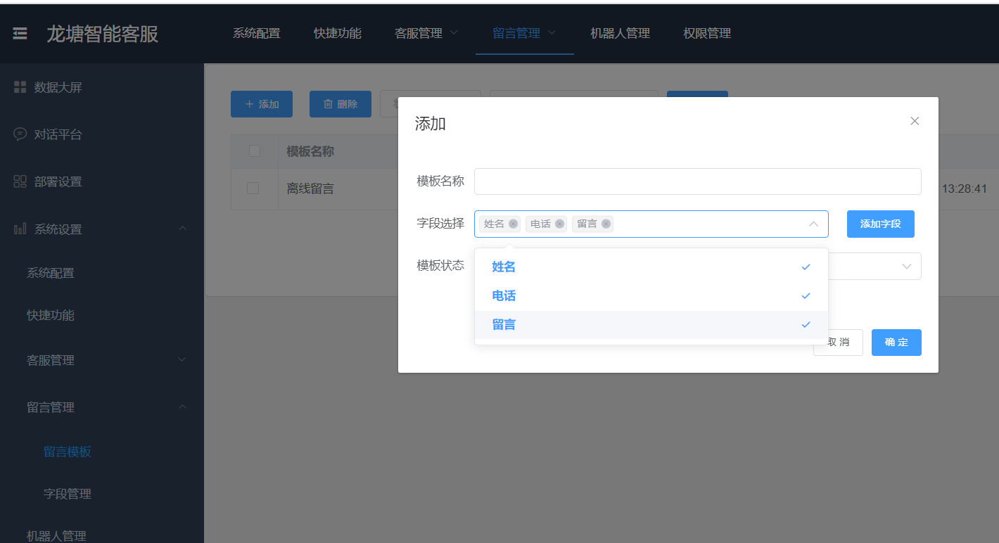 龙塘智能客服
系统配置 快捷功能 客服管理 留言管理 机器人管理 权限管理
数据大屏
对话平台
部署设置
系统设置
系统配置
快捷功能
客服管理
留言管理
留言模板
字段管理
机器人管理
添加 删除
模板名称
离线留言
13:28:41
添加
模板名称
字段选择 姓名 电话 留言 添加字段
模板状态
姓名
电话
留言
取消 确定